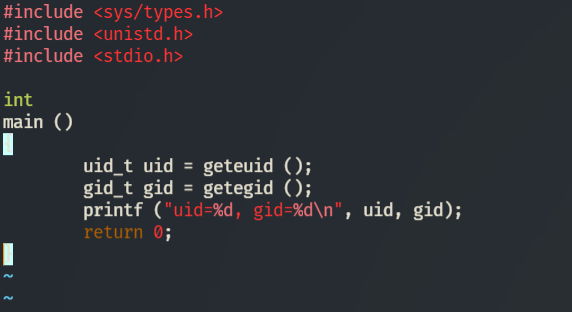 #include <sys/types.h>
#include <unistd.h>
#include <stdio.h>

int
main ()
{
        uid_t uid = geteuid ();
        gid_t gid = getegid ();
        printf ("uid=%d, gid=%d\n", uid, gid);
        return 0;
}
~
~